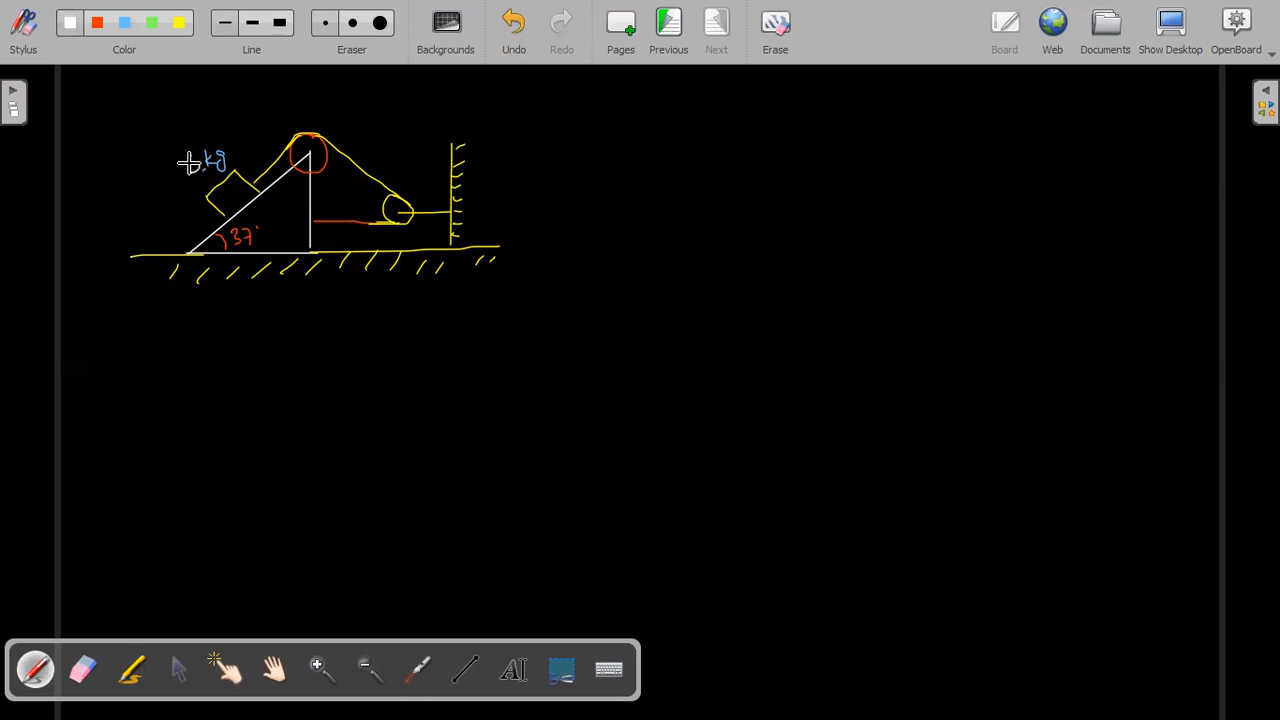 Stylus
Color
Line
Eraser
Backgrounds
Undo
Redo
Pages
Previous
Next
Erase
Board
Web
Documents
Show Desktop
OpenBoard
kg
37°